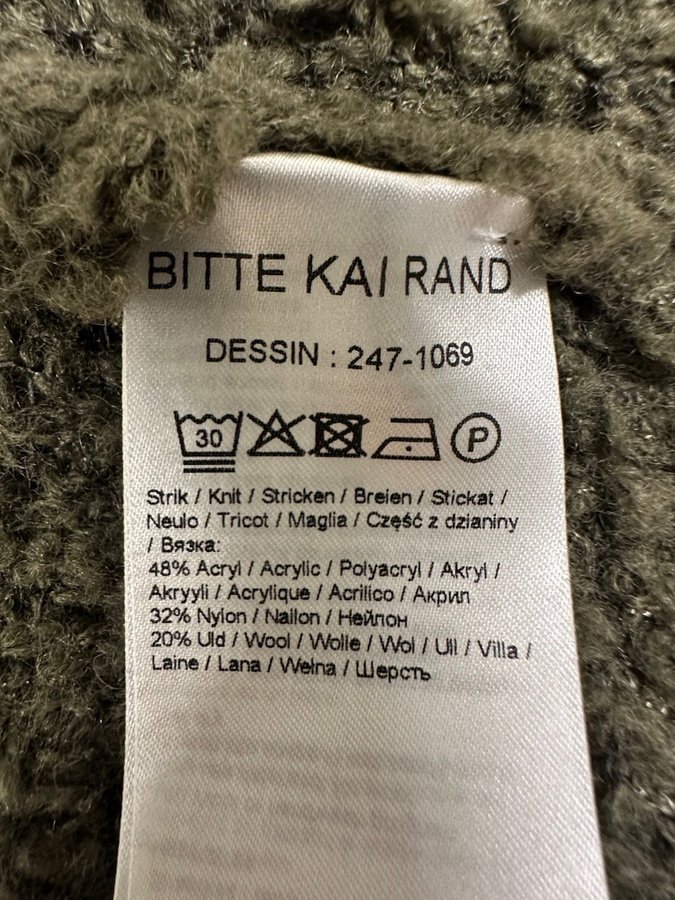 BITTE KAI RAND
DESSIN : 247-1069
30 P
Strik / Knit / Stricken / Breien / Stickat /
Neulo / Tricot / Maglia / Część z dzianiny
/ Вязка:
48% Acryl / Acrylic / Polyacryl / Akryl /
Akryyli / Acrylique / Acrilico / Акрил
32% Nylon / Nailon / Нейлон
20% Uld / Wool / Wolle / Wol / Ull / Villa /
Laine / Lana / Wełna / Шерсть